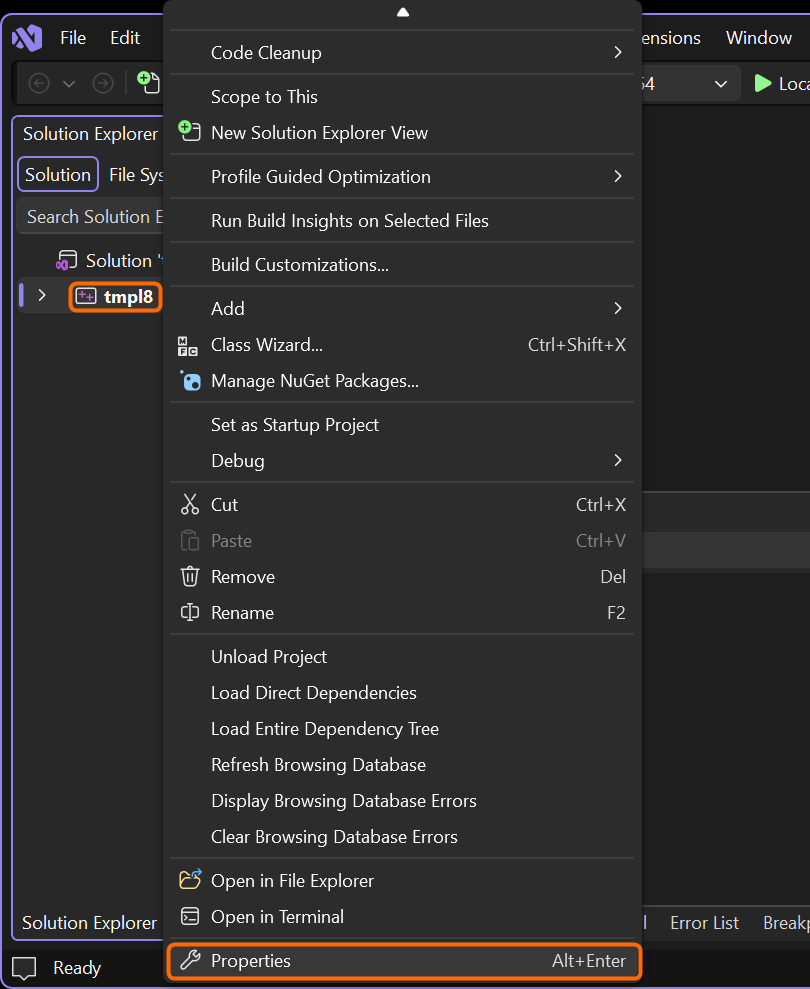 File Edit
ensions Window
Loca
Solution Explorer
Solution File Sys
Search Solution E
Solution
tmpl8
Code Cleanup
Scope to This
New Solution Explorer View
Profile Guided Optimization
Run Build Insights on Selected Files
Build Customizations...
Add
Class Wizard... Ctrl+Shift+X
Manage NuGet Packages...
Set as Startup Project
Debug
Cut Ctrl+X
Paste Ctrl+V
Remove Del
Rename F2
Unload Project
Load Direct Dependencies
Load Entire Dependency Tree
Refresh Browsing Database
Display Browsing Database Errors
Clear Browsing Database Errors
Open in File Explorer
Open in Terminal
Properties Alt+Enter
Solution Explorer
Error List Breakp
Ready